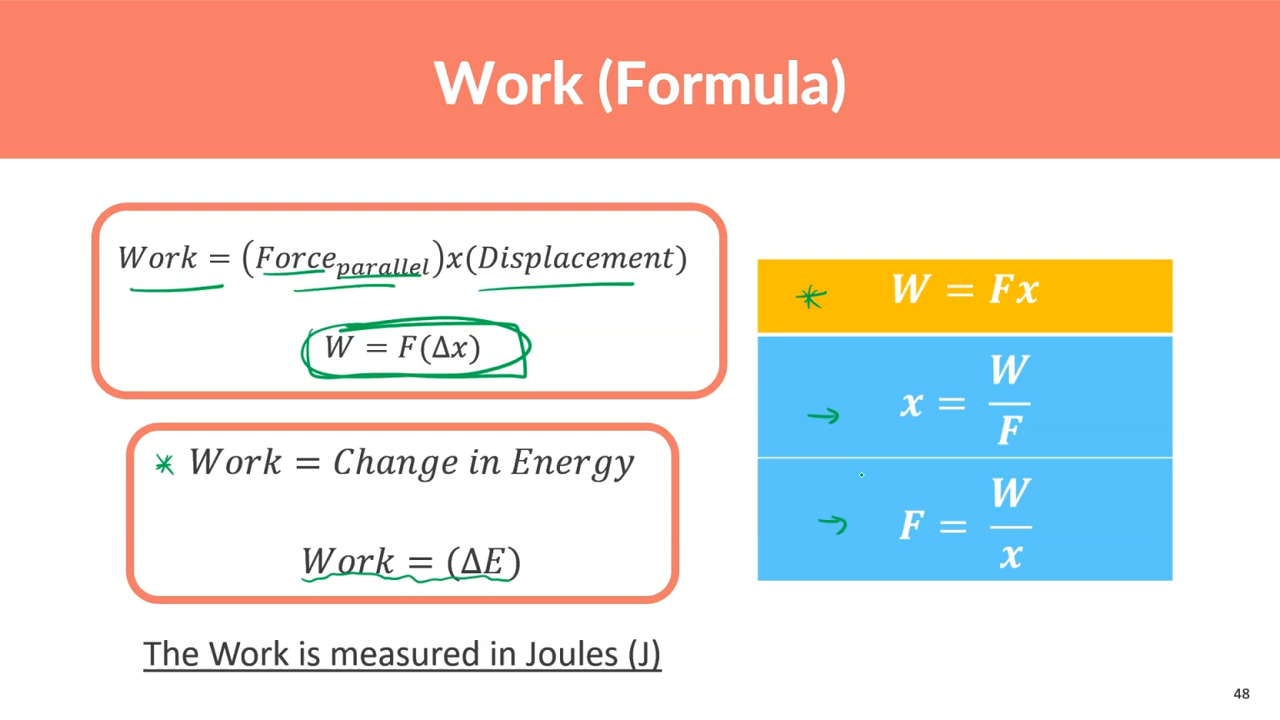 Work (Formula)
Work = (Force_parallel)x(Displacement)
W = F(Δx)
* Work = Change in Energy
Work = (ΔE)
The Work is measured in Joules (J)
* W = Fx
→ x = W/F
→ F = W/x
48